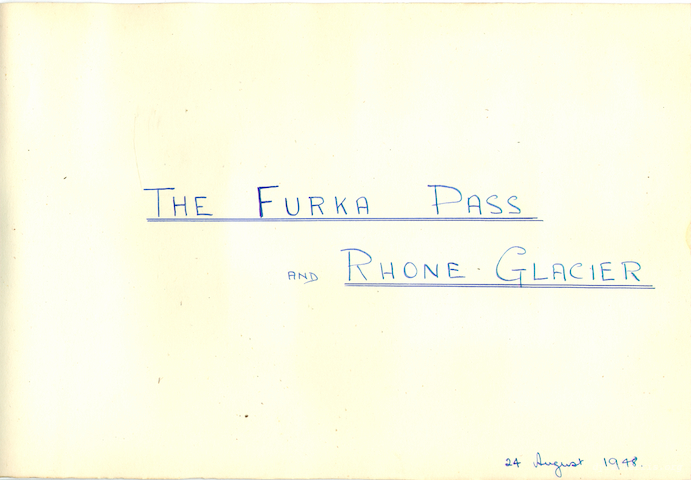 THE FURKA PASS
AND RHONE GLACIER
24 August 1948.